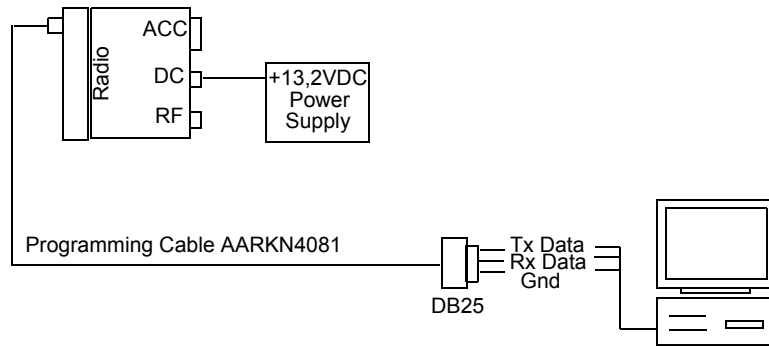 Radio
ACC
DC
RF
+13,2VDC
Power
Supply
Programming Cable AARKN4081
DB25
Tx Data
Rx Data
Gnd